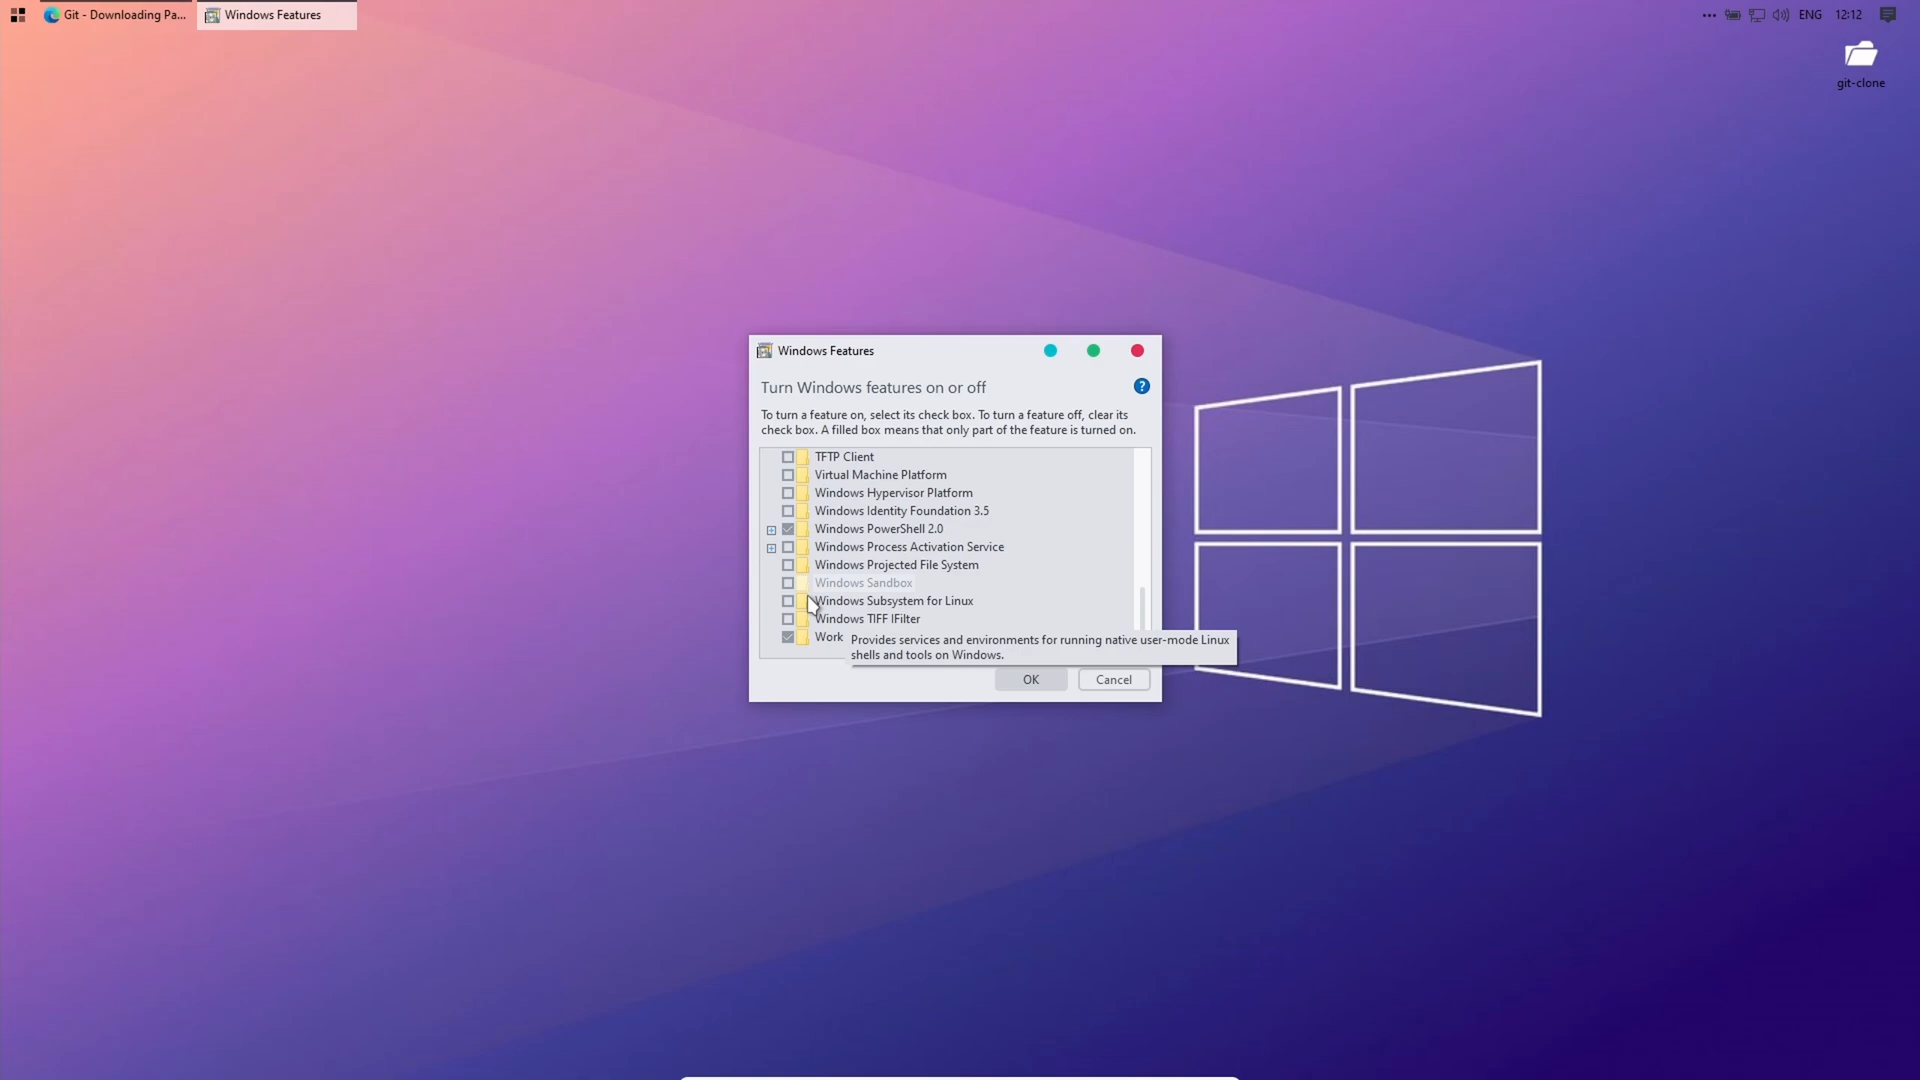 Git - Downloading Pa...
Windows Features
ENG
12:12
git-clone
Windows Features
Turn Windows features on or off
To turn a feature on, select its check box. To turn a feature off, clear its
check box. A filled box means that only part of the feature is turned on.
TFTP Client
Virtual Machine Platform
Windows Hypervisor Platform
Windows Identity Foundation 3.5
Windows PowerShell 2.0
Windows Process Activation Service
Windows Projected File System
Windows Sandbox
Windows Subsystem for Linux
Windows TIFF IFilter
Work
Provides services and environments for running native user-mode Linux
shells and tools on Windows.
OK
Cancel